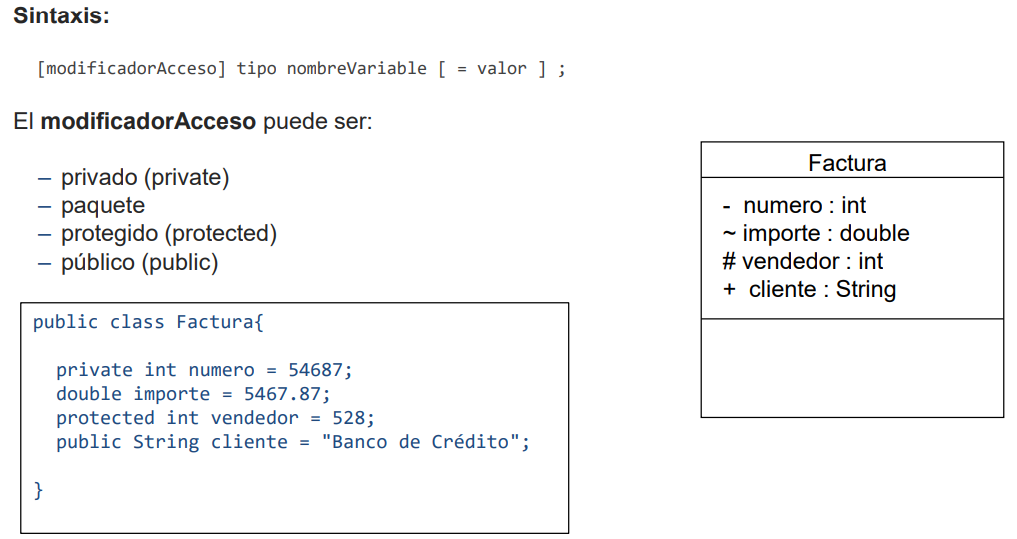 Sintaxis:
[modificadorAcceso] tipo nombreVariable [ = valor ] ;
El modificadorAcceso puede ser:
– privado (private)
– paquete
– protegido (protected)
– público (public)
public class Factura{
private int numero = 54687;
double importe = 5467.87;
protected int vendedor = 528;
public String cliente = "Banco de Crédito";
}
Factura
- numero : int
~ importe : double
# vendedor : int
+ cliente : String